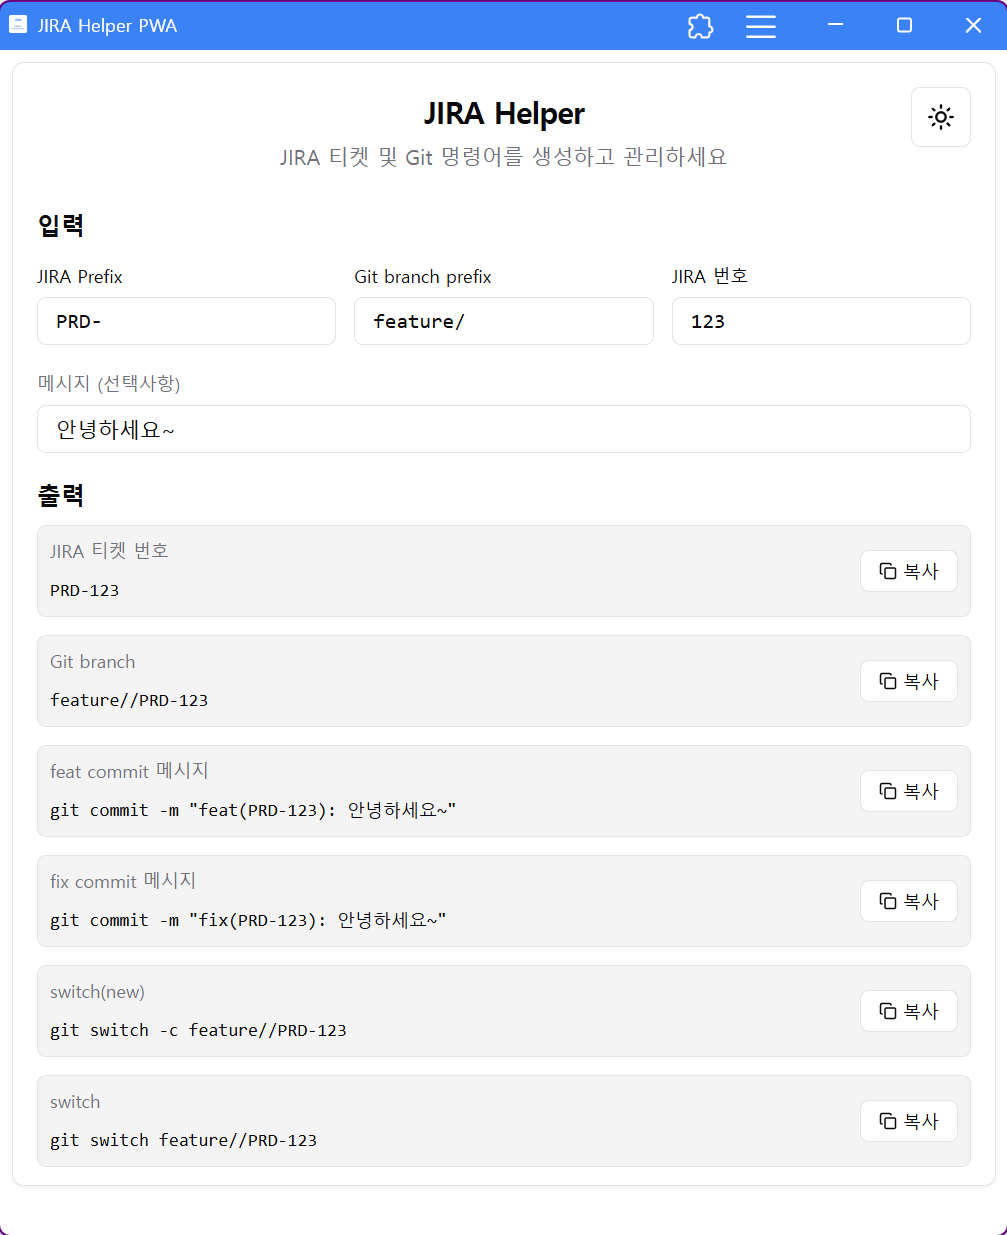 JIRA Helper PWA
JIRA Helper
JIRA 티켓 및 Git 명령어를 생성하고 관리하세요
입력
JIRA Prefix
Git branch prefix
JIRA 번호
PRD-
feature/
123
메시지 (선택사항)
안녕하세요~
출력
JIRA 티켓 번호
PRD-123
복사
Git branch
feature//PRD-123
복사
feat commit 메시지
git commit -m "feat(PRD-123): 안녕하세요~"
복사
fix commit 메시지
git commit -m "fix(PRD-123): 안녕하세요~"
복사
switch(new)
git switch -c feature//PRD-123
복사
switch
git switch feature//PRD-123
복사